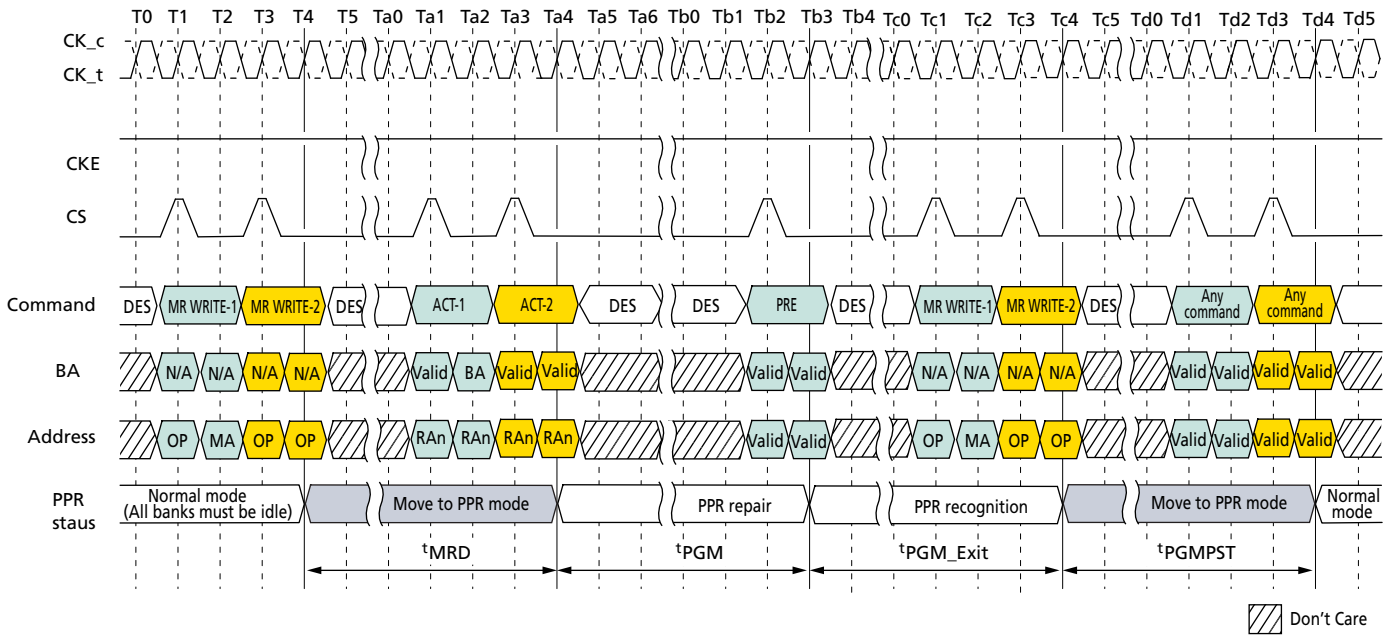 T0 T1 T2 T3 T4 T5 Ta0 Ta1 Ta2 Ta3 Ta4 Ta5 Ta6 Tb0 Tb1 Tb2 Tb3 Tb4 Tc0 Tc1 Tc2 Tc3 Tc4 Tc5 Td0 Td1 Td2 Td3 Td4 Td5
CK_c
CK_t
CKE
CS
Command DES MR WRITE-1 MR WRITE-2 DES ACT-1 ACT-2 DES DES PRE DES MR WRITE-1 MR WRITE-2 DES Any command Any command
BA N/A N/A N/A N/A Valid BA Valid Valid Valid Valid N/A N/A N/A N/A Valid Valid Valid Valid
Address OP MA OP OP RAn RAn RAn RAn Valid Valid OP MA OP OP Valid Valid Valid Valid
PPR
staus
Normal mode
(All banks must be idle)
Move to PPR mode
PPR repair
PPR recognition
Move to PPR mode
Normal
mode
tMRD tPGM tPGM_Exit tPGMPST
Don't Care